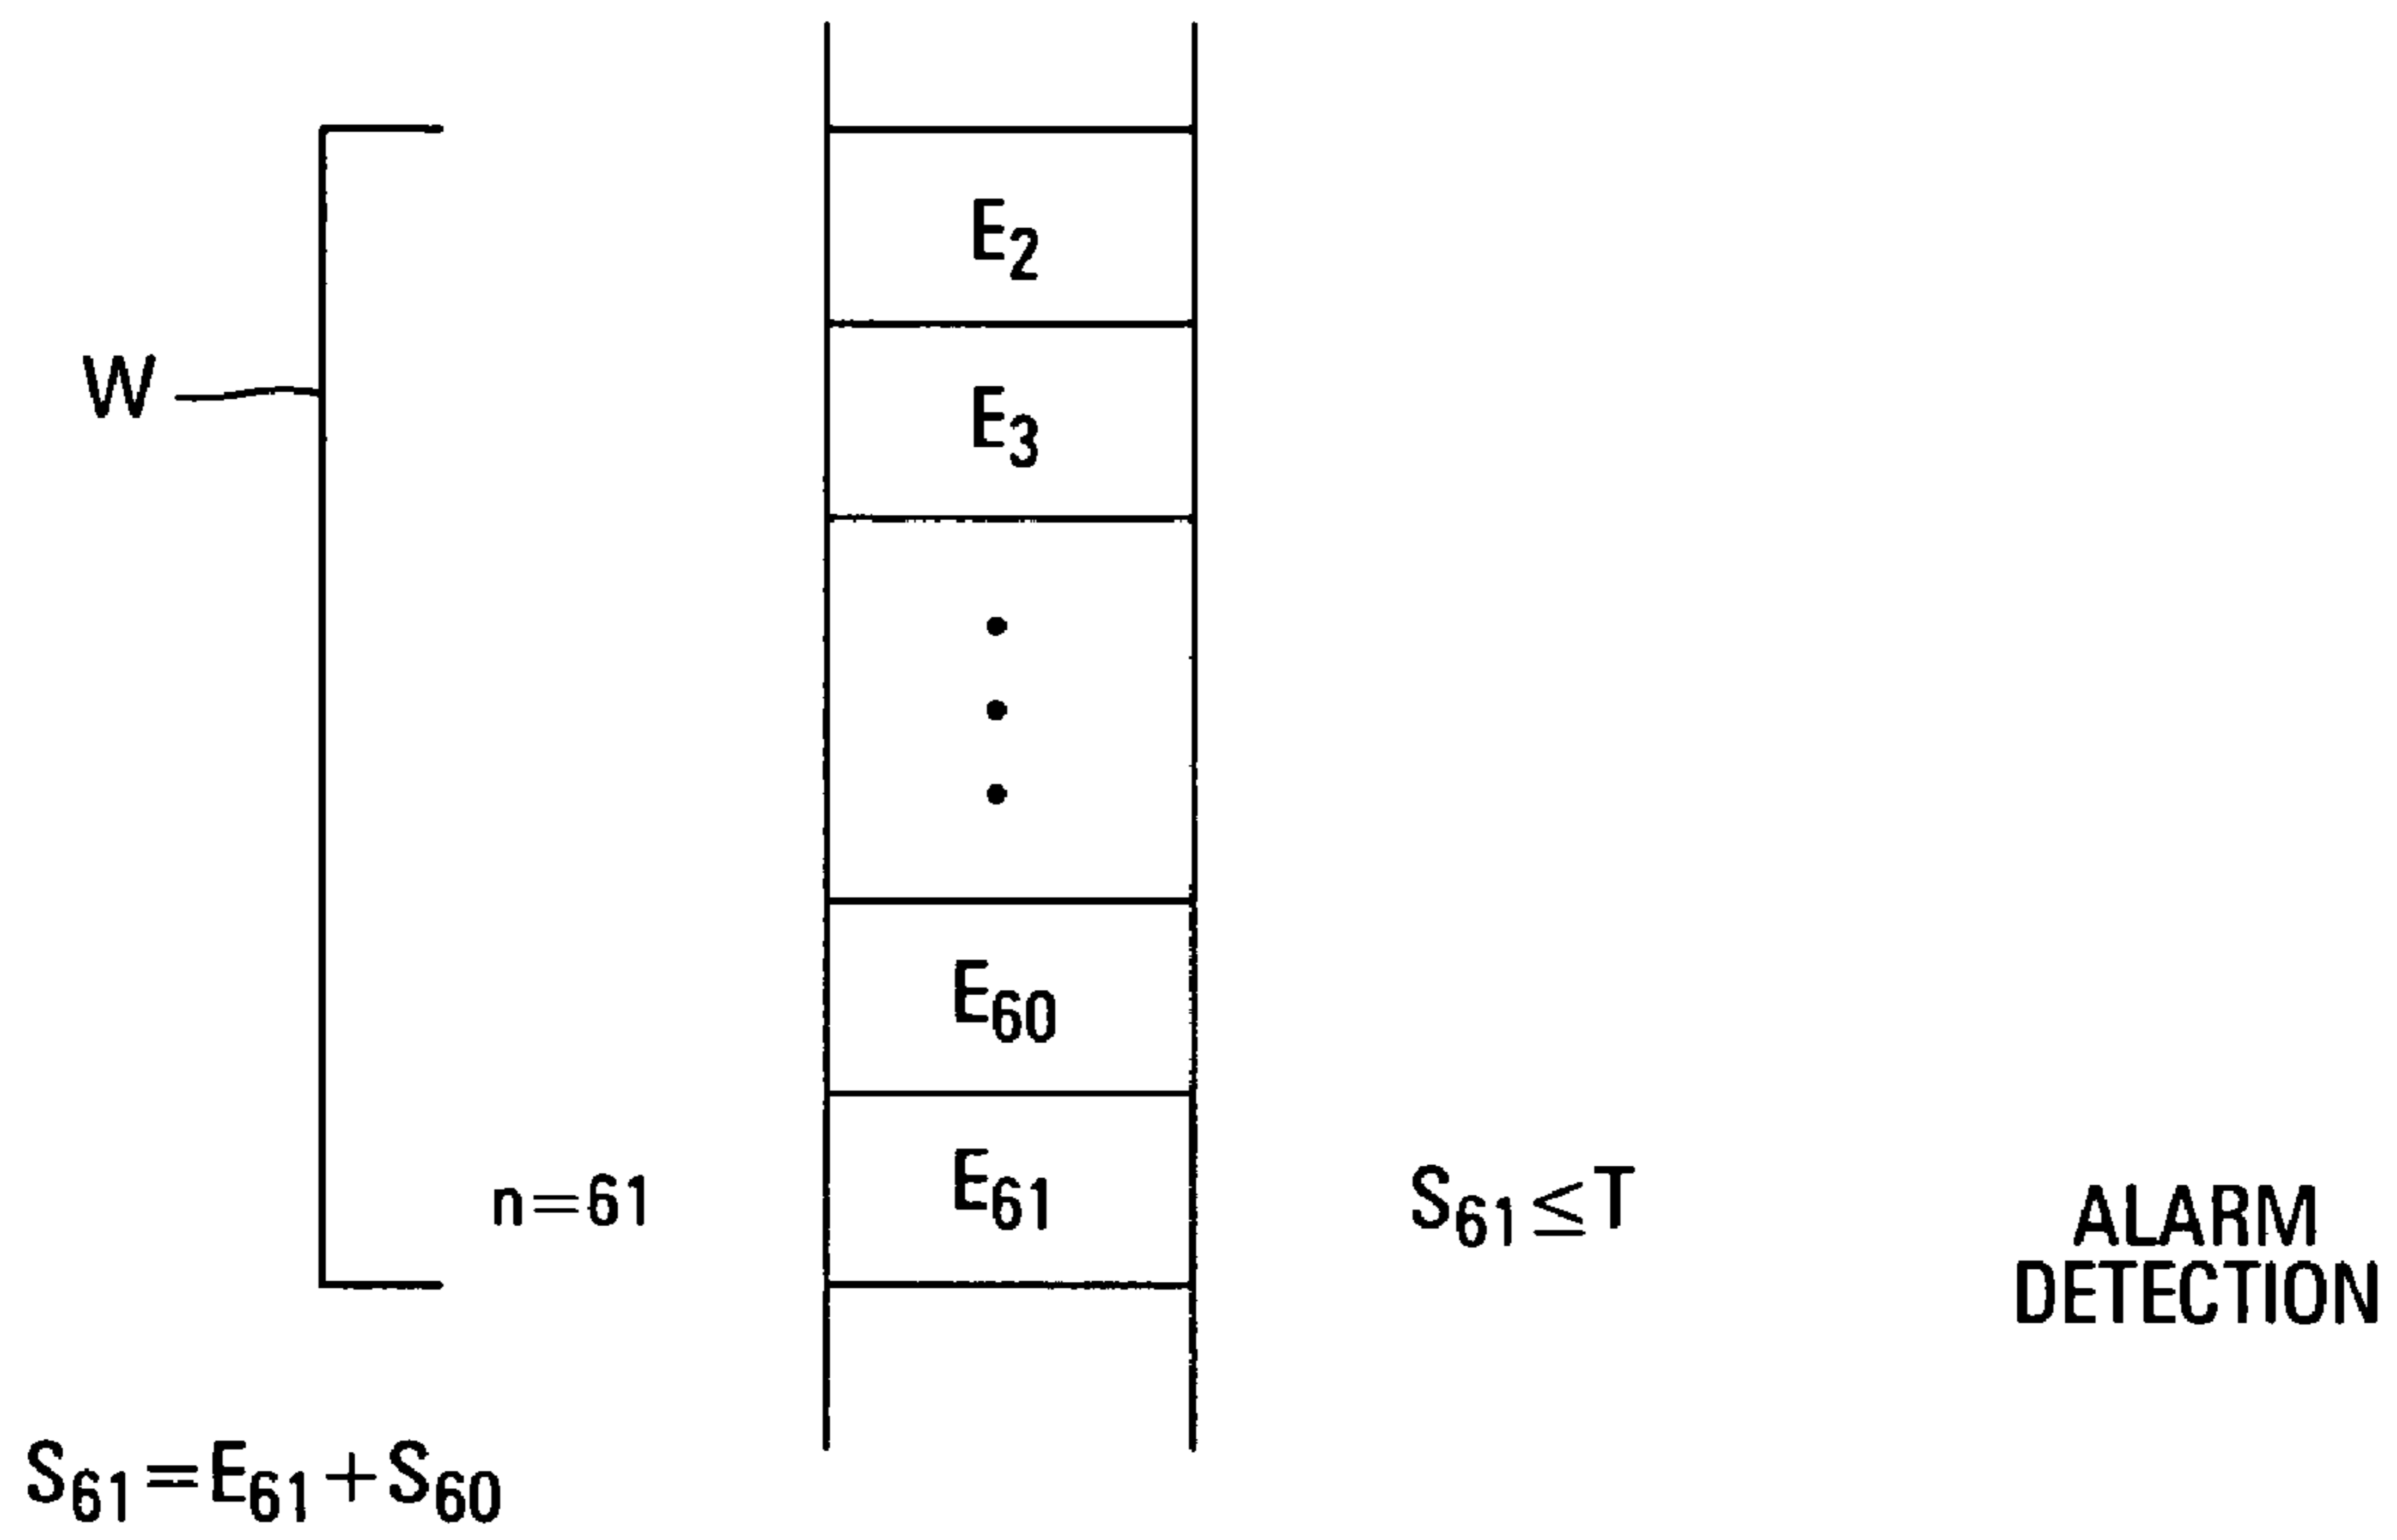 E2
W
E3
E60
n=61
E61
S61≤T
ALARM
DETECTION
S61=E61+S60